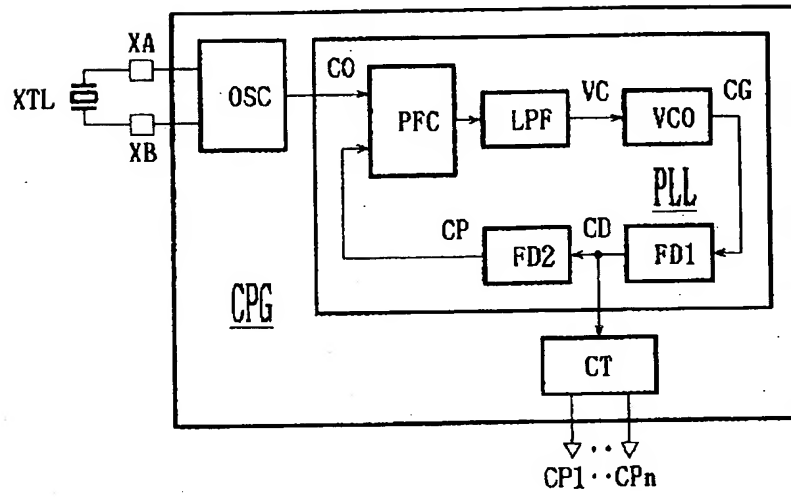 XA
XTL
XB
OSC
CO
PFC
LPF
VC
VCO
CG
PLL
CP
FD2
CD
FD1
CPG
CT
CP1··CPn